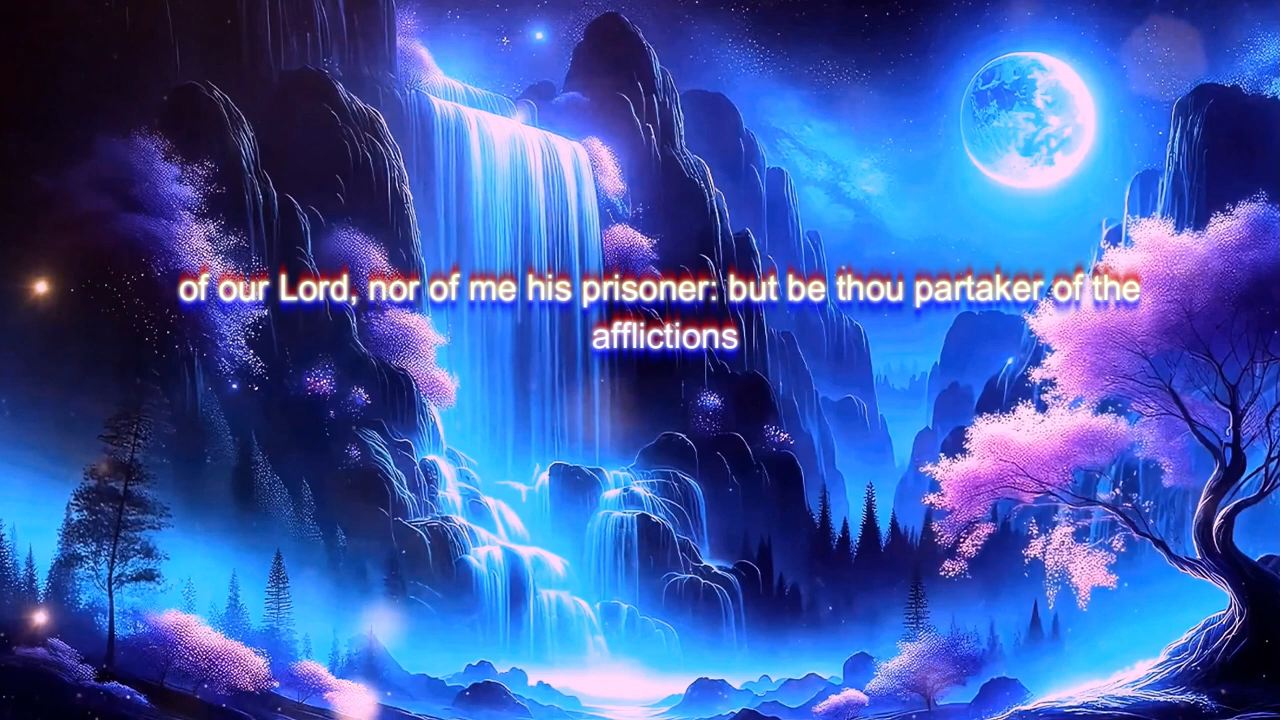 of our Lord, nor of me his prisoner: but be thou partaker of the
afflictions